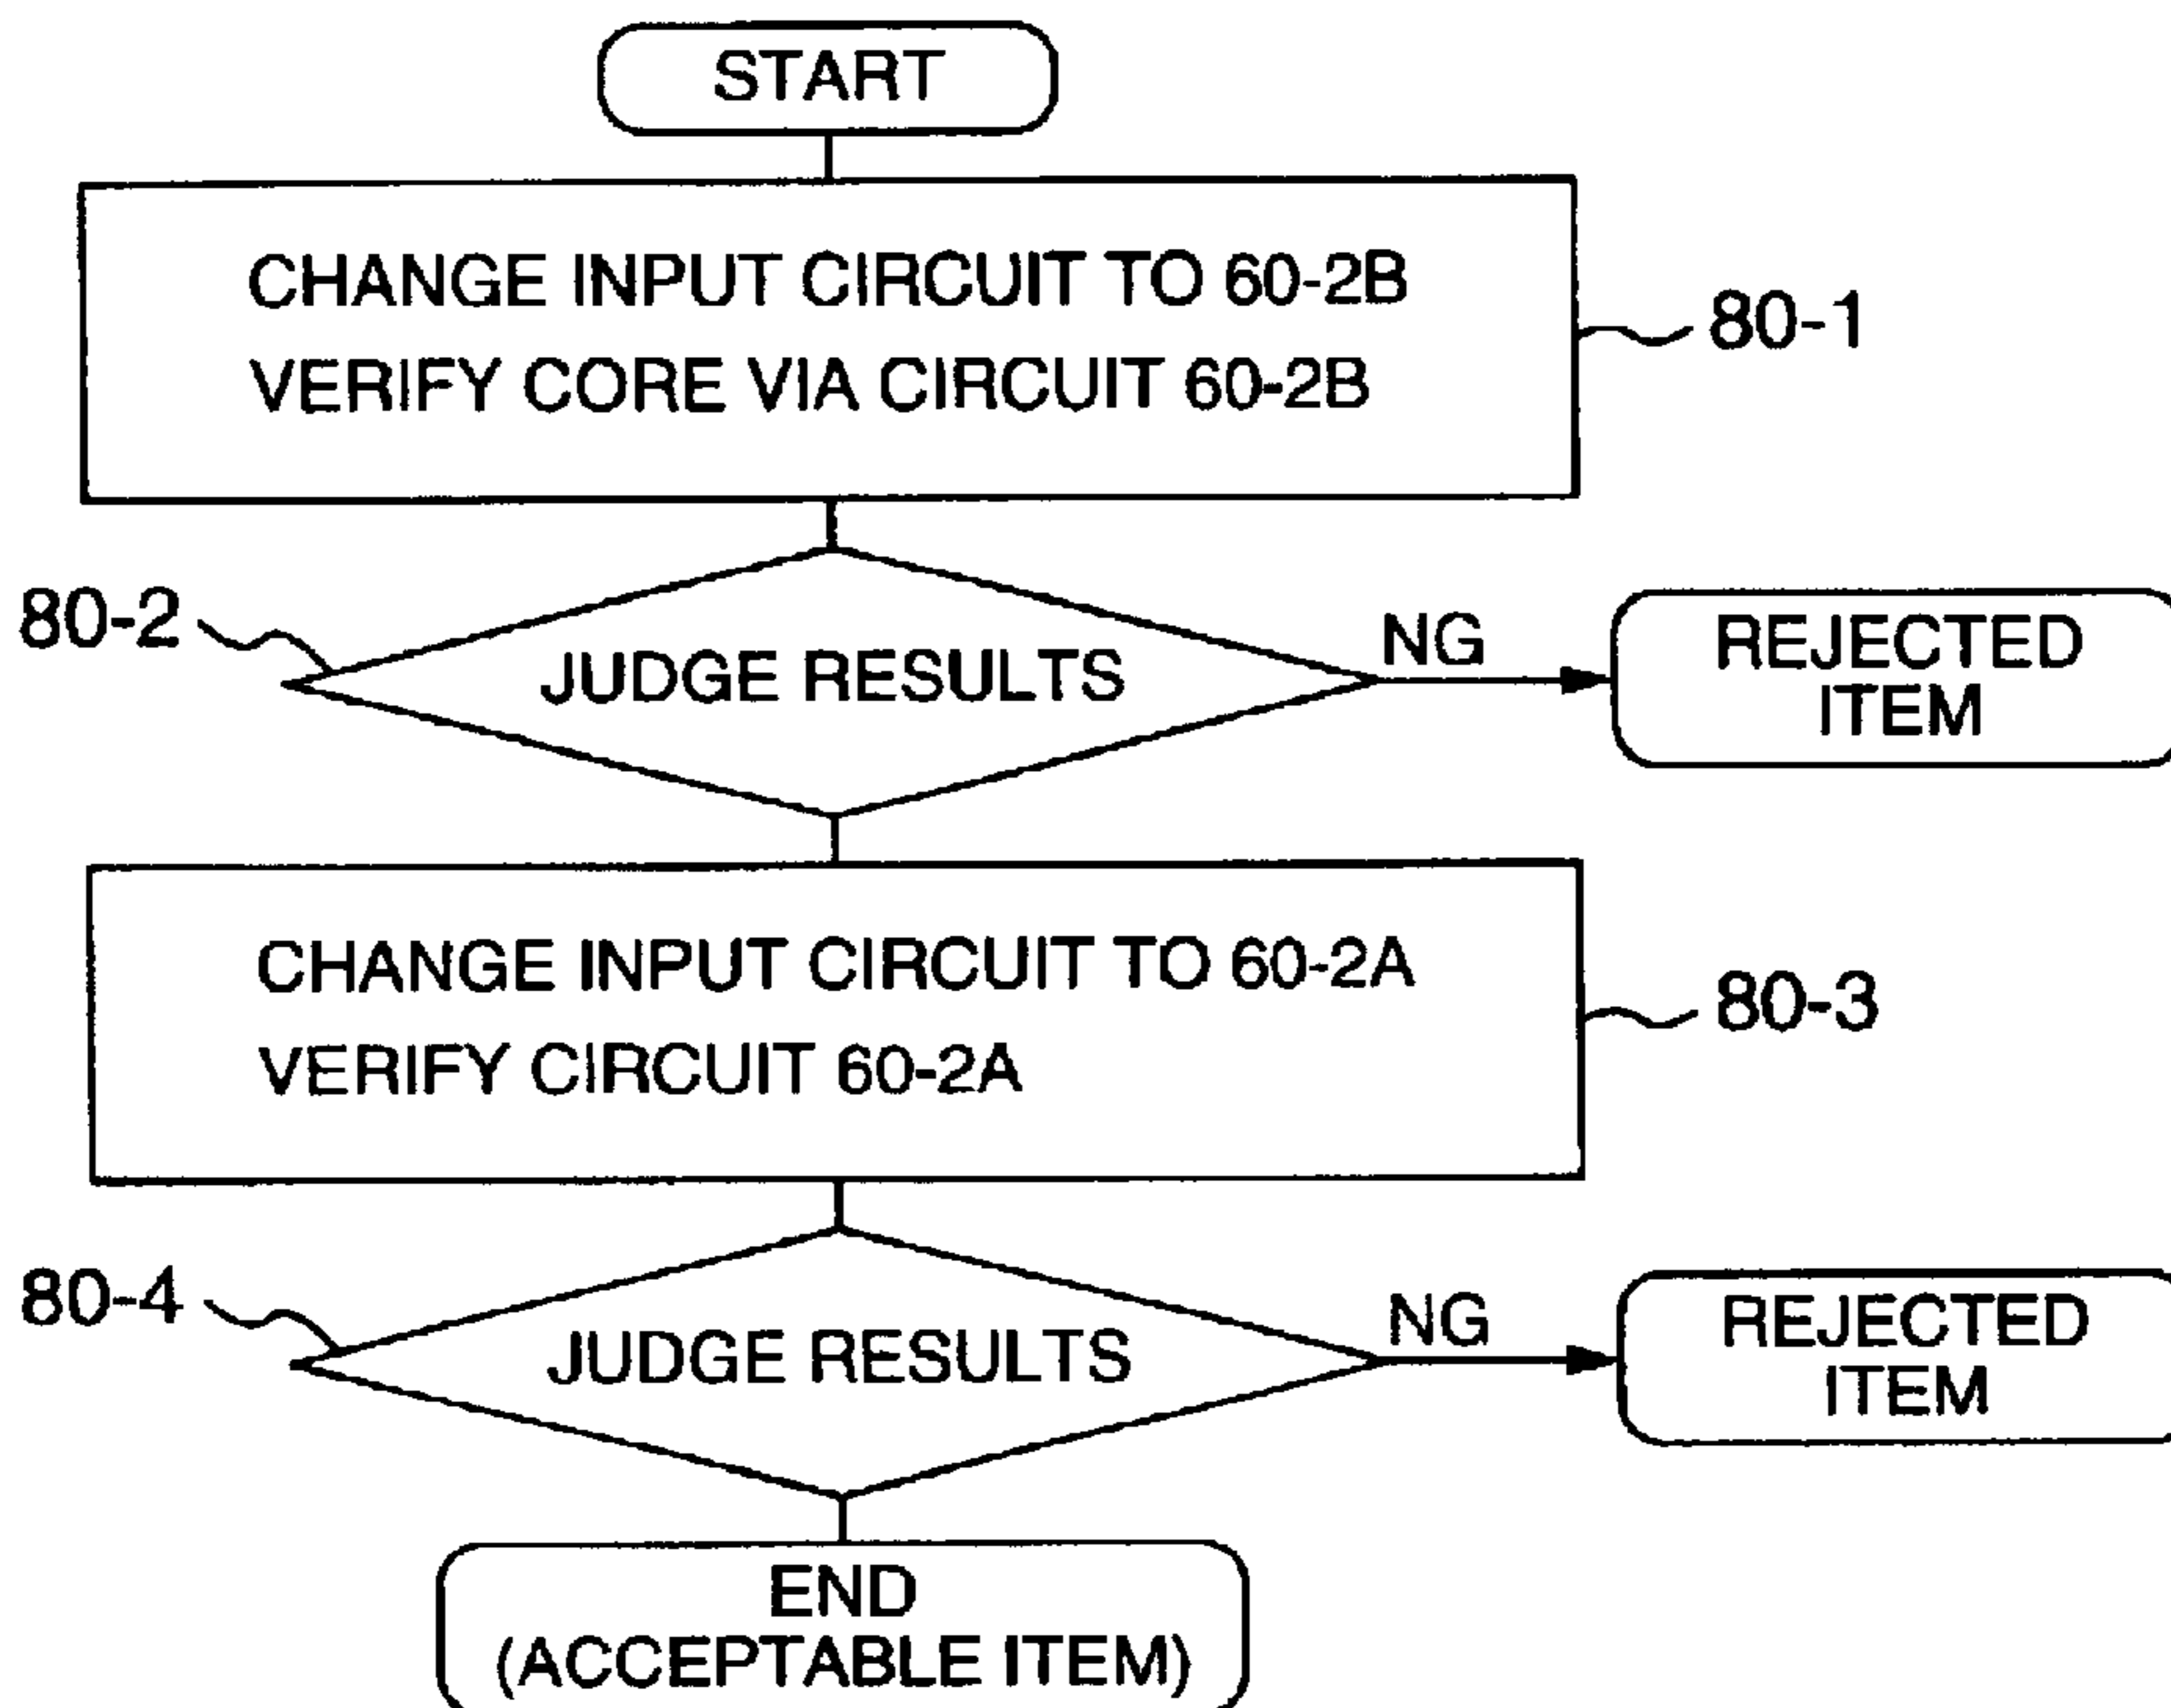 START
CHANGE INPUT CIRCUIT TO 60-2B
VERIFY CORE VIA CIRCUIT 60-2B
80-1
80-2
JUDGE RESULTS
NG
REJECTED
ITEM
CHANGE INPUT CIRCUIT TO 60-2A
VERIFY CIRCUIT 60-2A
80-3
80-4
JUDGE RESULTS
NG
REJECTED
ITEM
END
(ACCEPTABLE ITEM)